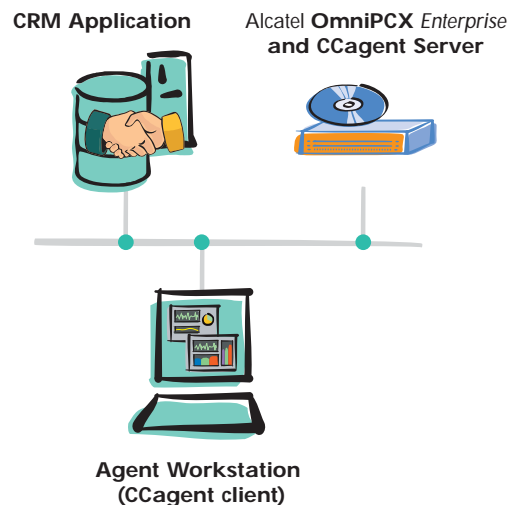 CRM Application
Alcatel OmniPCX Enterprise
and CCagent Server
Agent Workstation
(CCagent client)